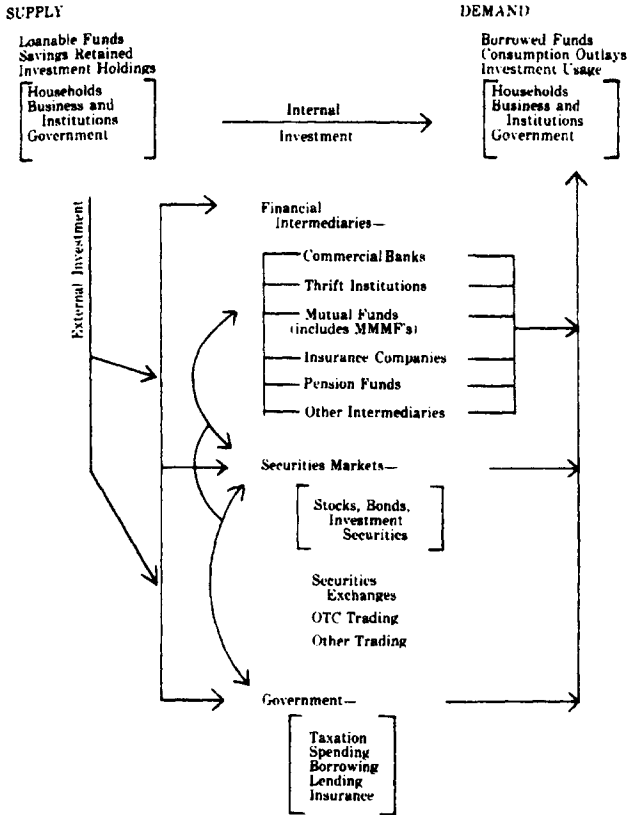 SUPPLY
Loanable Funds
Savings Retained
Investment Holdings
Households
Business and
Institutions
Government
Internal
Investment
DEMAND
Borrowed Funds
Consumption Outlays
Investment Usage
Households
Business and
Institutions
Government
External Investment
Financial
Intermediaries—
Commercial Banks
Thrift Institutions
Mutual Funds
(includes MMMF's)
Insurance Companies
Pension Funds
Other Intermediaries
Securities Markets—
Stocks, Bonds,
Investment
Securities
Securities
Exchanges
OTC Trading
Other Trading
Government—
Taxation
Spending
Borrowing
Lending
Insurance